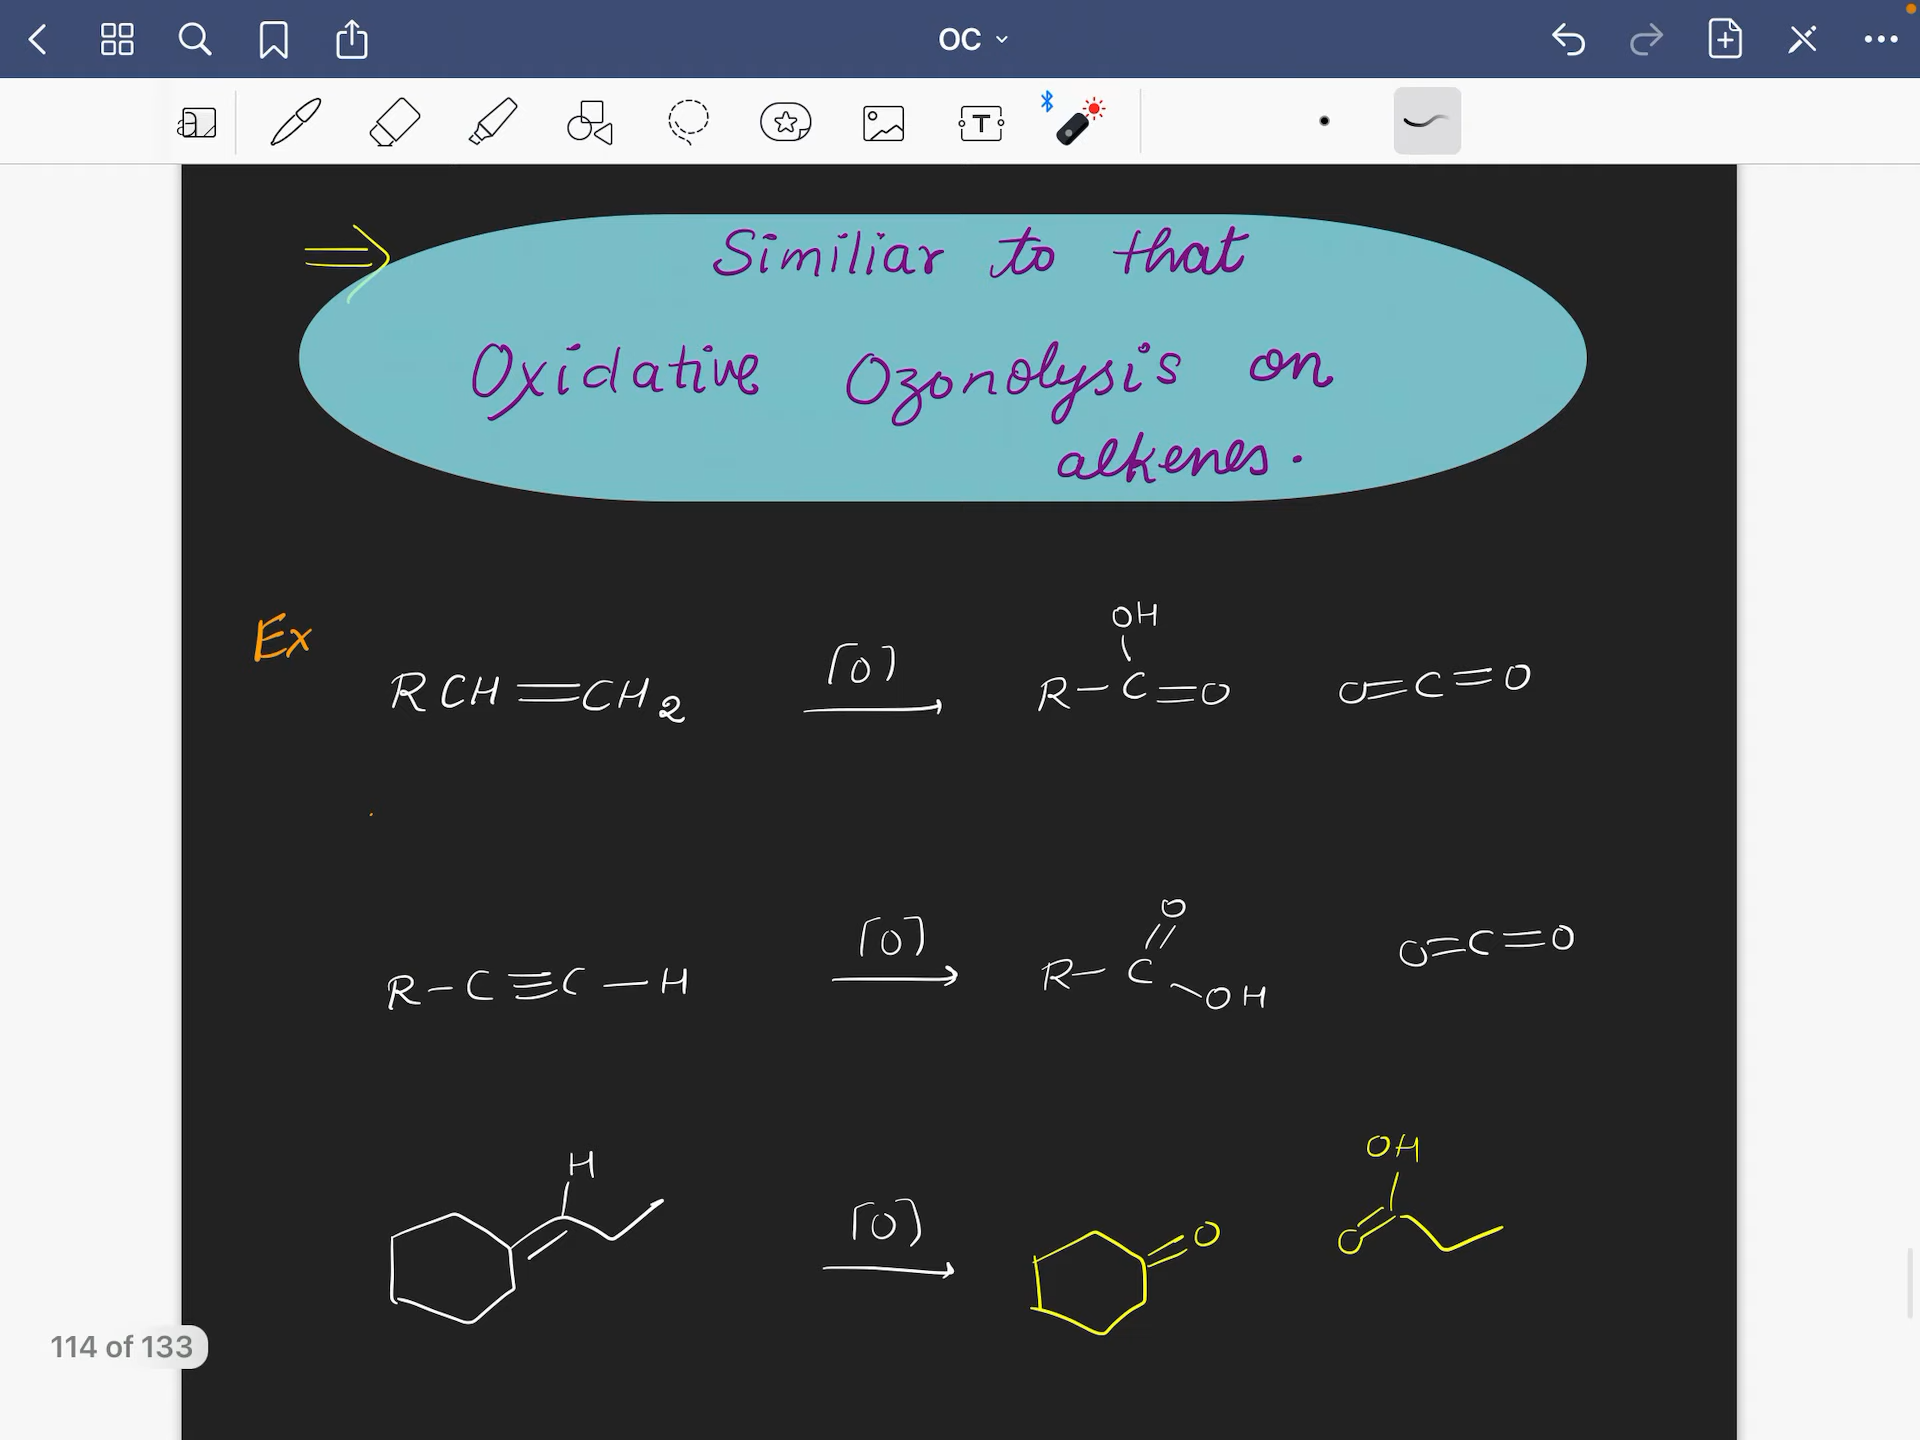 OC
T
⇒ Similiar to that
Oxidative Ozonolysis on
alkenes.
Ex
OH
RCH=CH2 [O] → R-C=O O=C=O
O
R-C≡C-H [O] → R-C-OH O=C=O
H OH
[O] → O O
114 of 133